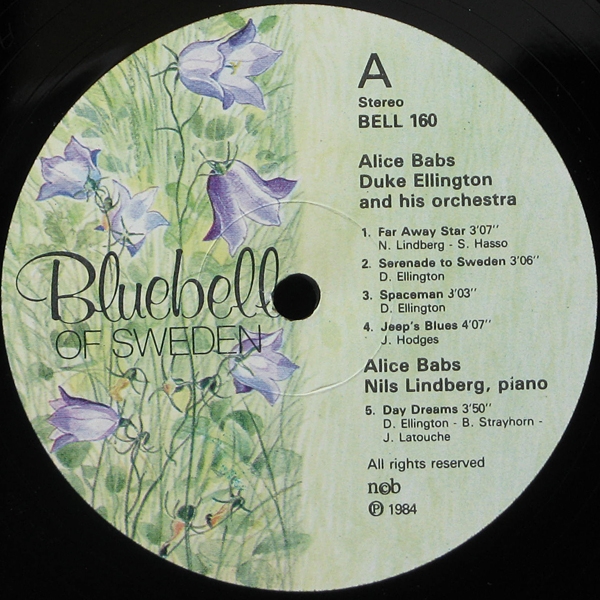 Bluebell
OF SWEDEN
A
Stereo
BELL 160
Alice Babs
Duke Ellington
and his orchestra
1. Far Away Star 3'07''
N. Lindberg - S. Hasso
2. Serenade to Sweden 3'06''
D. Ellington
3. Spaceman 3'03''
D. Ellington
4. Jeep's Blues 4'07''
J. Hodges
Alice Babs
Nils Lindberg, piano
5. Day Dreams 3'50''
D. Ellington - B. Strayhorn -
J. Latouche
All rights reserved
n©b
℗ 1984